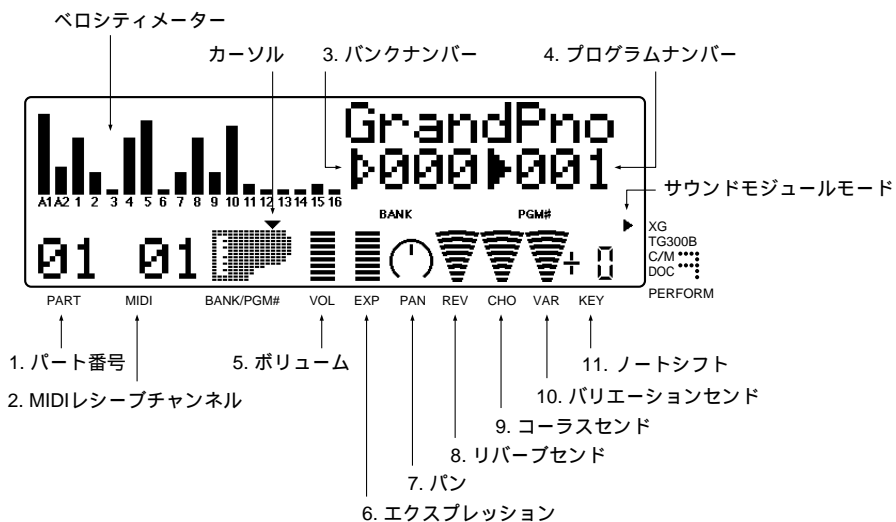 ベロシティメーター
カーソル
3. バンクナンバー
4. プログラムナンバー
GrandPno
000 001
A1 A2 1 2 3 4 5 6 7 8 9 10 11 12 13 14 15 16
BANK PGM#
サウンドモジュールモード
XG
TG300B
C/M
DOC
PERFORM
01 01 + 0
PART MIDI BANK/PGM# VOL EXP PAN REV CHO VAR KEY
1. パート番号
5. ボリューム
11. ノートシフト
2. MIDIレシーブチャンネル
10. バリエーションセンド
9. コーラスセンド
8. リバーブセンド
7. パン
6. エクスプレッション